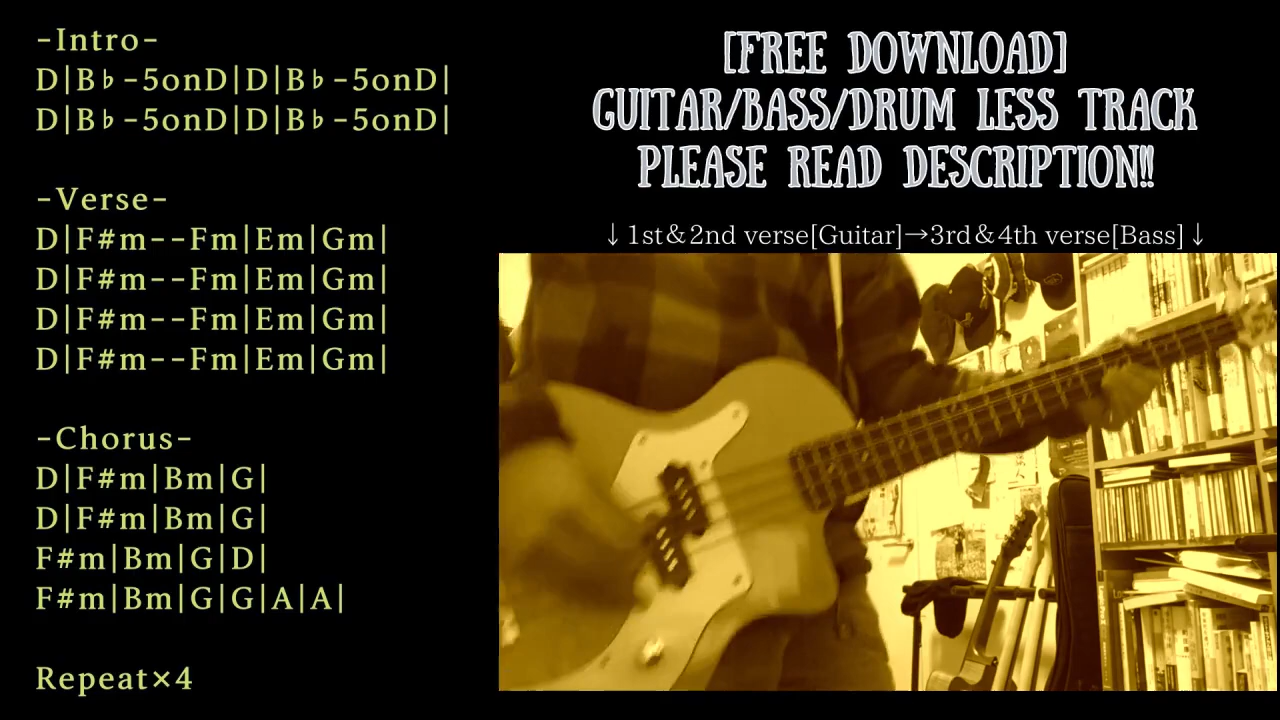 -Intro-
D|B♭-5onD|D|B♭-5onD|
D|B♭-5onD|D|B♭-5onD|
-Verse-
D|F#m--Fm|Em|Gm|
D|F#m--Fm|Em|Gm|
D|F#m--Fm|Em|Gm|
D|F#m--Fm|Em|Gm|
-Chorus-
D|F#m|Bm|G|
D|F#m|Bm|G|
F#m|Bm|G|D|
F#m|Bm|G|G|A|A|
Repeat×4
[FREE DOWNLOAD]
GUITAR/BASS/DRUM LESS TRACK
PLEASE READ DESCRIPTION!!
↓1st&2nd verse[Guitar]→3rd&4th verse[Bass]↓